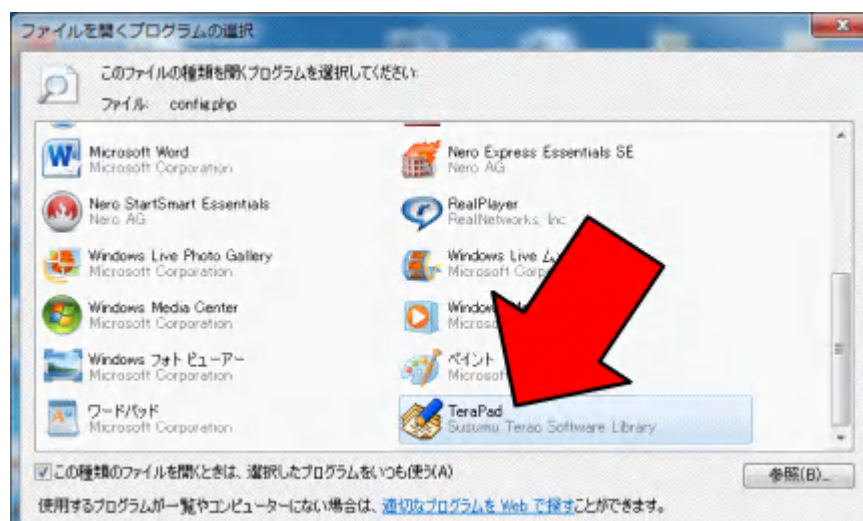 ファイルを開くプログラムの選択
このファイルの種類を開くプログラムを選択してください:
ファイル: config.php
Microsoft Word
Microsoft Corporation
Nero Express Essentials SE
Nero AG
Nero StartSmart Essentials
Nero AG
RealPlayer
RealNetworks, Inc.
Windows Live Photo Gallery
Microsoft Corporation
Windows Live ム
Microsoft Corp
Windows Media Center
Microsoft Corporation
Window
Micros
Windows フォト ビューアー
Microsoft Corporation
ペイント
Microsof
ワードパッド
Microsoft Corporation
TeraPad
Susumu Terao Software Library
この種類のファイルを開くときは、選択したプログラムをいつも使う(A)
参照(B)...
使用するプログラムが一覧やコンピューターにない場合は、適切なプログラムを Web で探すことができます。